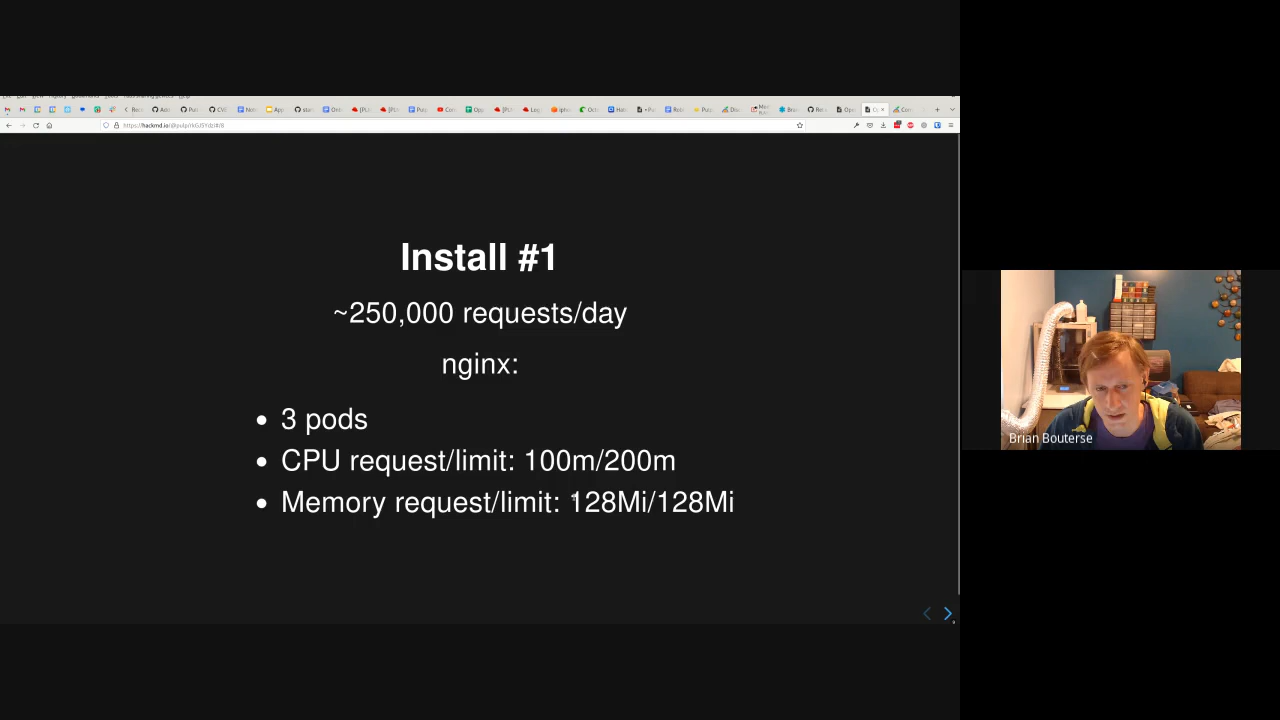 Install #1
~250,000 requests/day
nginx:
• 3 pods
• CPU request/limit: 100m/200m
• Memory request/limit: 128Mi/128Mi
Brian Bouterse